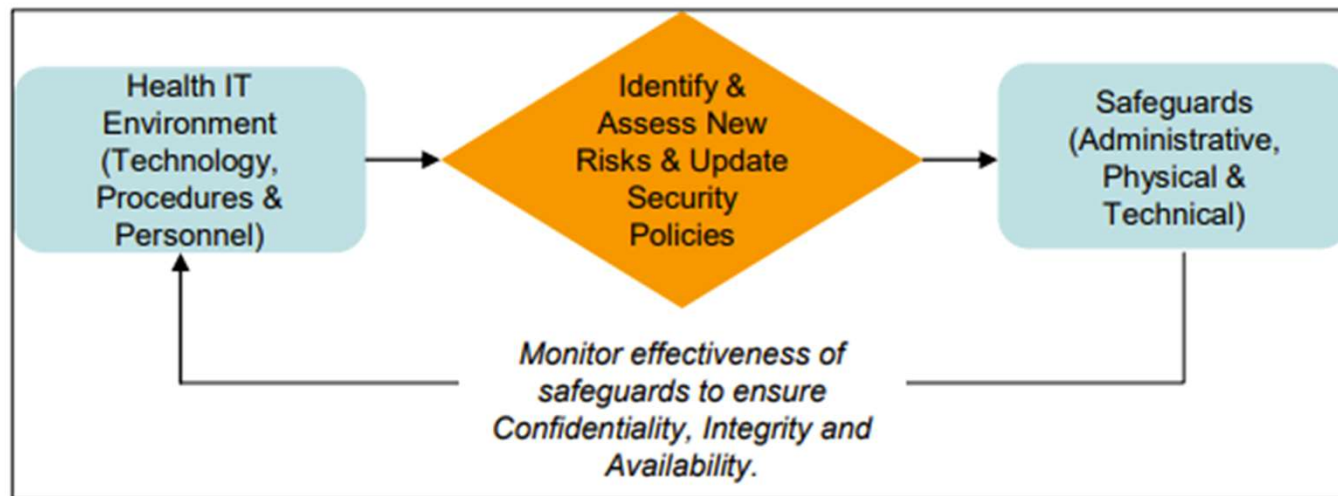 Health IT
Environment
(Technology,
Procedures &
Personnel)
Identify &
Assess New
Risks & Update
Security
Policies
Safeguards
(Administrative,
Physical &
Technical)
Monitor effectiveness of
safeguards to ensure
Confidentiality, Integrity and
Availability.